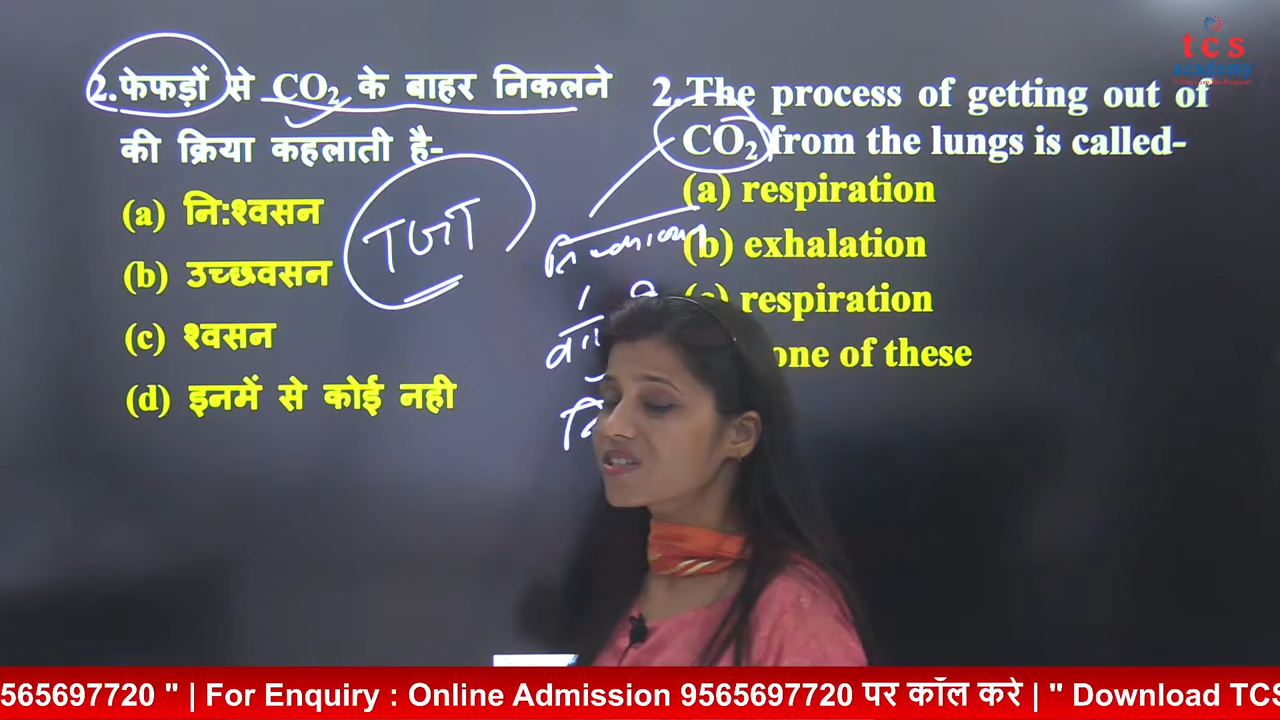 tcs
academy
2.फेफड़ों से CO₂ के बाहर निकलने
की क्रिया कहलाती है-
(a) नि:श्वसन
(b) उच्छवसन
(c) श्वसन
(d) इनमें से कोई नही
TGT
2.The process of getting out of
CO₂ from the lungs is called-
(a) respiration
(b) exhalation
respiration
one of these
565697720 " | For Enquiry : Online Admission 9565697720 पर कॉल करे | " Download TCS